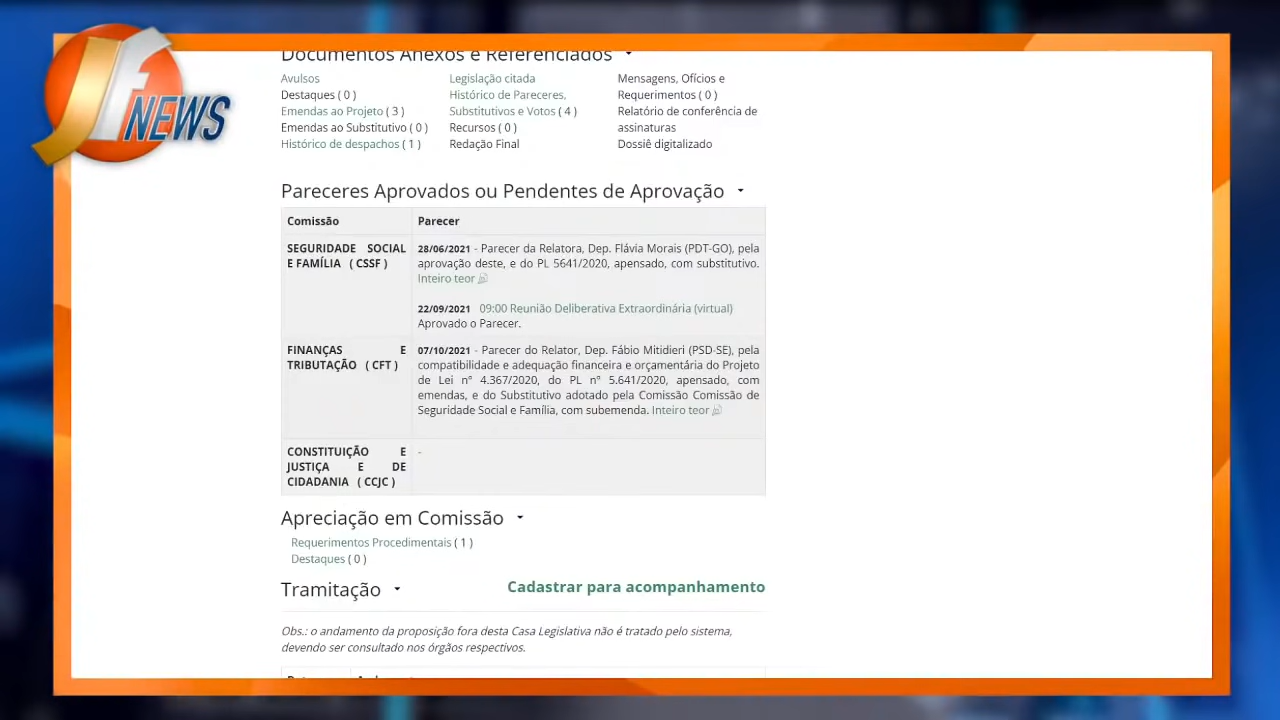 Jf NEWS
Documentos Anexos e Referenciados
Avulsos
Destaques ( 0 )
Emendas ao Projeto ( 3 )
Emendas ao Substitutivo ( 0 )
Histórico de despachos ( 1 )
Legislação citada
Histórico de Pareceres,
Substitutivos e Votos ( 4 )
Recursos ( 0 )
Redação Final
Mensagens, Ofícios e
Requerimentos ( 0 )
Relatório de conferência de
assinaturas
Dossiê digitalizado
Pareceres Aprovados ou Pendentes de Aprovação
Comissão
Parecer
SEGURIDADE SOCIAL
E FAMÍLIA ( CSSF )
28/06/2021 - Parecer da Relatora, Dep. Flávia Morais (PDT-GO), pela
aprovação deste, e do PL 5641/2020, apensado, com substitutivo.
Inteiro teor
22/09/2021 09:00 Reunião Deliberativa Extraordinária (virtual)
Aprovado o Parecer.
FINANÇAS E
TRIBUTAÇÃO ( CFT )
07/10/2021 - Parecer do Relator, Dep. Fábio Mitidieri (PSD-SE), pela
compatibilidade e adequação financeira e orçamentária do Projeto
de Lei nº 4.367/2020, do PL nº 5.641/2020, apensado, com
emendas, e do Substitutivo adotado pela Comissão Comissão de
Seguridade Social e Família, com subemenda. Inteiro teor
CONSTITUIÇÃO E
JUSTIÇA E DE
CIDADANIA ( CCJC )
-
Apreciação em Comissão
Requerimentos Procedimentais ( 1 )
Destaques ( 0 )
Tramitação
Cadastrar para acompanhamento
Obs.: o andamento da proposição fora desta Casa Legislativa não é tratado pelo sistema,
devendo ser consultado nos órgãos respectivos.